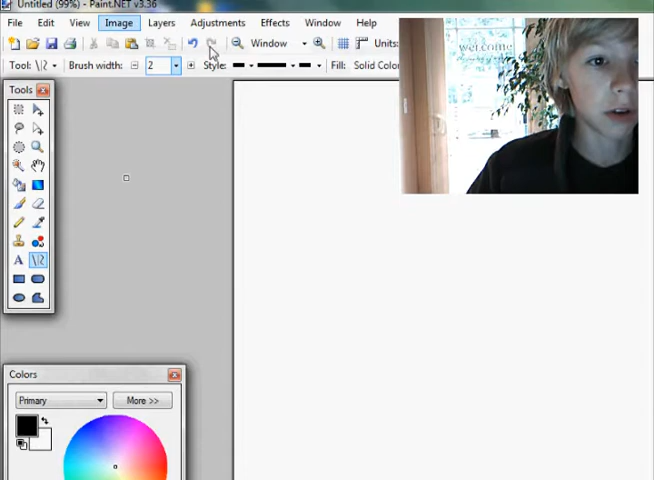 Untitled (99%) - Paint.NET v3.36
File Edit View Image Layers Adjustments Effects Window Help
Window Units:
Tool: Brush width: 2 Style: Fill: Solid Color
welcome
Tools
A
Colors
Primary More >>